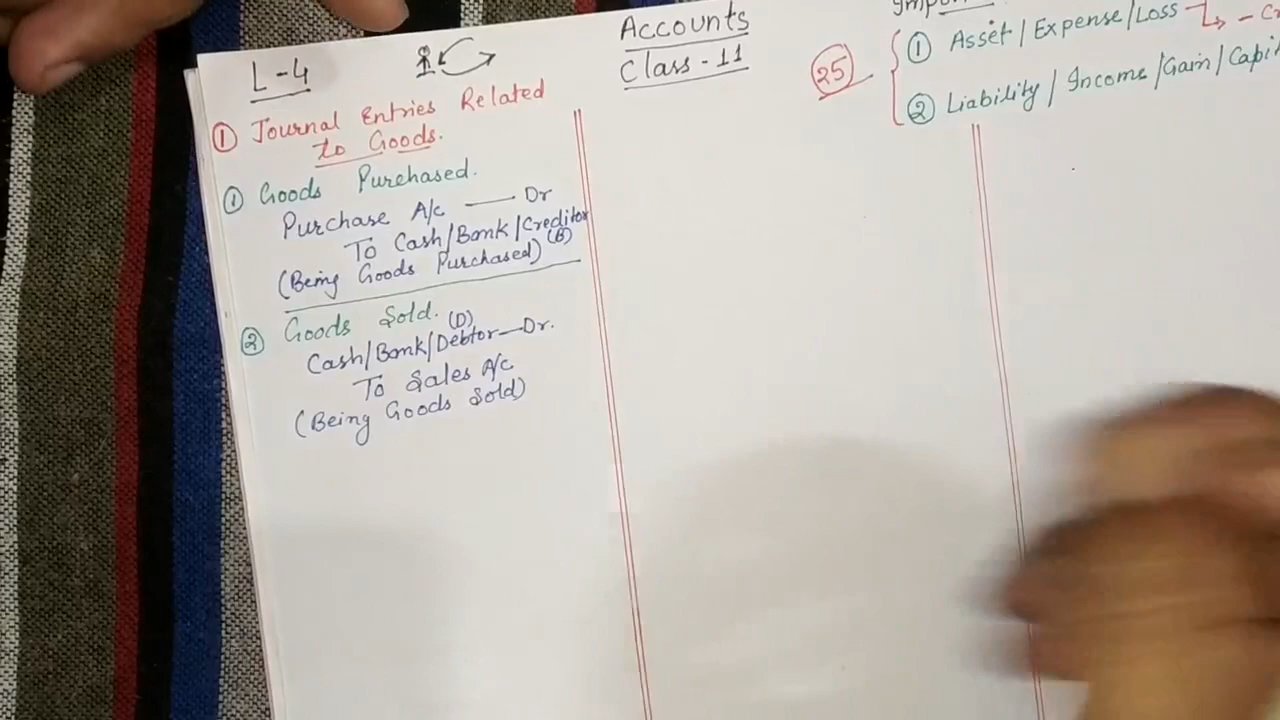 L-4
Accounts
Class-11
① Journal Entries Related
to Goods.
① Goods Purchased.
Purchase A/c —— Dr
To Cash/Bank/Creditor
(B)
(Being Goods Purchased)
② Goods Sold.
(D)
Cash/Bank/Debtor—Dr.
To Sales A/c
(Being Goods Sold)
25
① Asset/Expense/Loss
② Liability/Income/Gain/